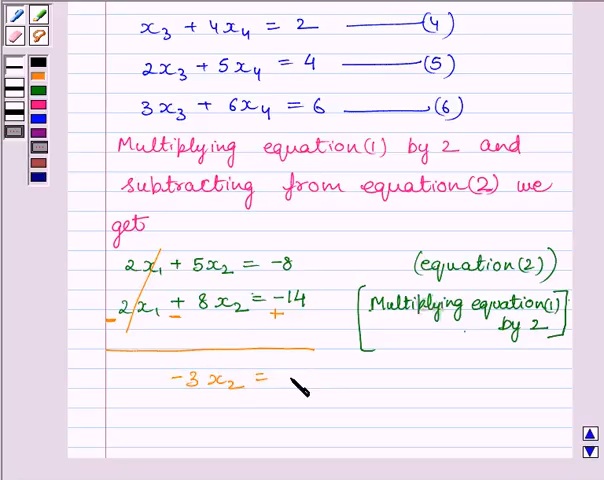 x₃ + 4x₄ = 2 ——— (4)
2x₃ + 5x₄ = 4 ——— (5)
3x₃ + 6x₄ = 6 ——— (6)
Multiplying equation(1) by 2 and
subtracting from equation(2) we
get
2x₁ + 5x₂ = -8 (equation(2))
2x₁ + 8x₂ = -14 [Multiplying equation(1)
by 2]
- - +
-3x₂ =